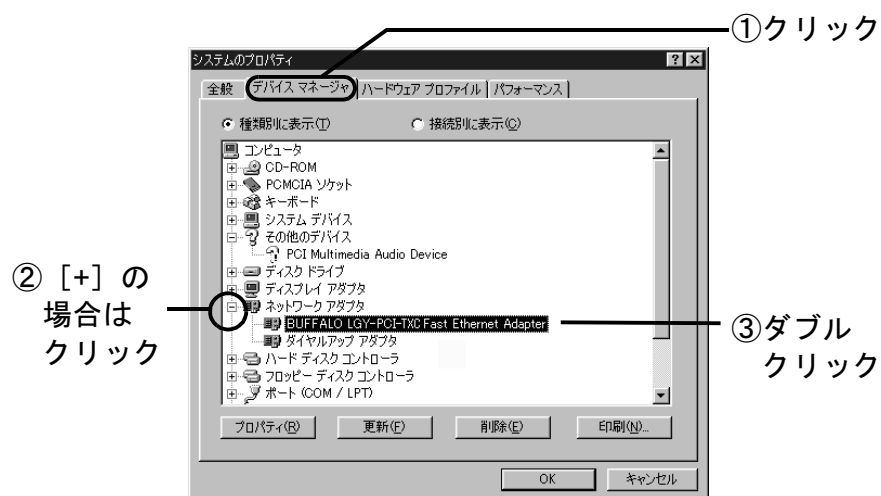 ①クリック
システムのプロパティ
全般 デバイス マネージャ ハードウェア プロファイル パフォーマンス
種類別に表示(T) 接続別に表示(C)
コンピュータ
CD-ROM
PCMCIA ソケット
キーボード
システム デバイス
その他のデバイス
PCI Multimedia Audio Device
ディスク ドライブ
ディスプレイ アダプタ
ネットワーク アダプタ
BUFFALO LGY-PCI-TXC Fast Ethernet Adapter
ダイヤルアップ アダプタ
ハード ディスク コントローラ
フロッピー ディスク コントローラ
ポート (COM / LPT)
②［+］の
場合は
クリック
③ダブル
クリック
プロパティ(R) 更新(F) 削除(E) 印刷(N)...
OK キャンセル